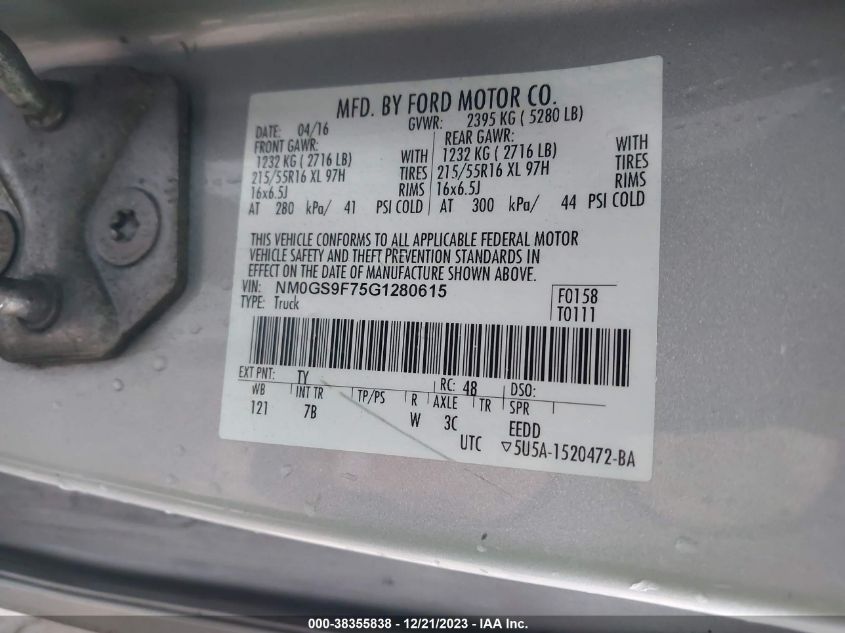 MFD. BY FORD MOTOR CO.
DATE: 04/16 GVWR: 2395 KG ( 5280 LB)
FRONT GAWR: REAR GAWR:
1232 KG ( 2716 LB) WITH 1232 KG ( 2716 LB) WITH
215/55R16 XL 97H TIRES 215/55R16 XL 97H TIRES
16x6.5J RIMS 16x6.5J RIMS
AT 280 kPa/ 41 PSI COLD AT 300 kPa/ 44 PSI COLD
THIS VEHICLE CONFORMS TO ALL APPLICABLE FEDERAL MOTOR
VEHICLE SAFETY AND THEFT PREVENTION STANDARDS IN
EFFECT ON THE DATE OF MANUFACTURE SHOWN ABOVE.
VIN: NM0GS9F75G1280615 F0158
TYPE: Truck T0111
EXT PNT: TY RC: 48 DSO:
WB INT TR TP/PS R AXLE TR SPR
121 7B W 3C EEDD
UTC ▽5U5A-1520472-BA
000-38355838 - 12/21/2023 - IAA Inc.